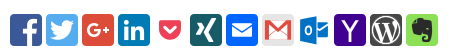 f G+ in X M O Y W